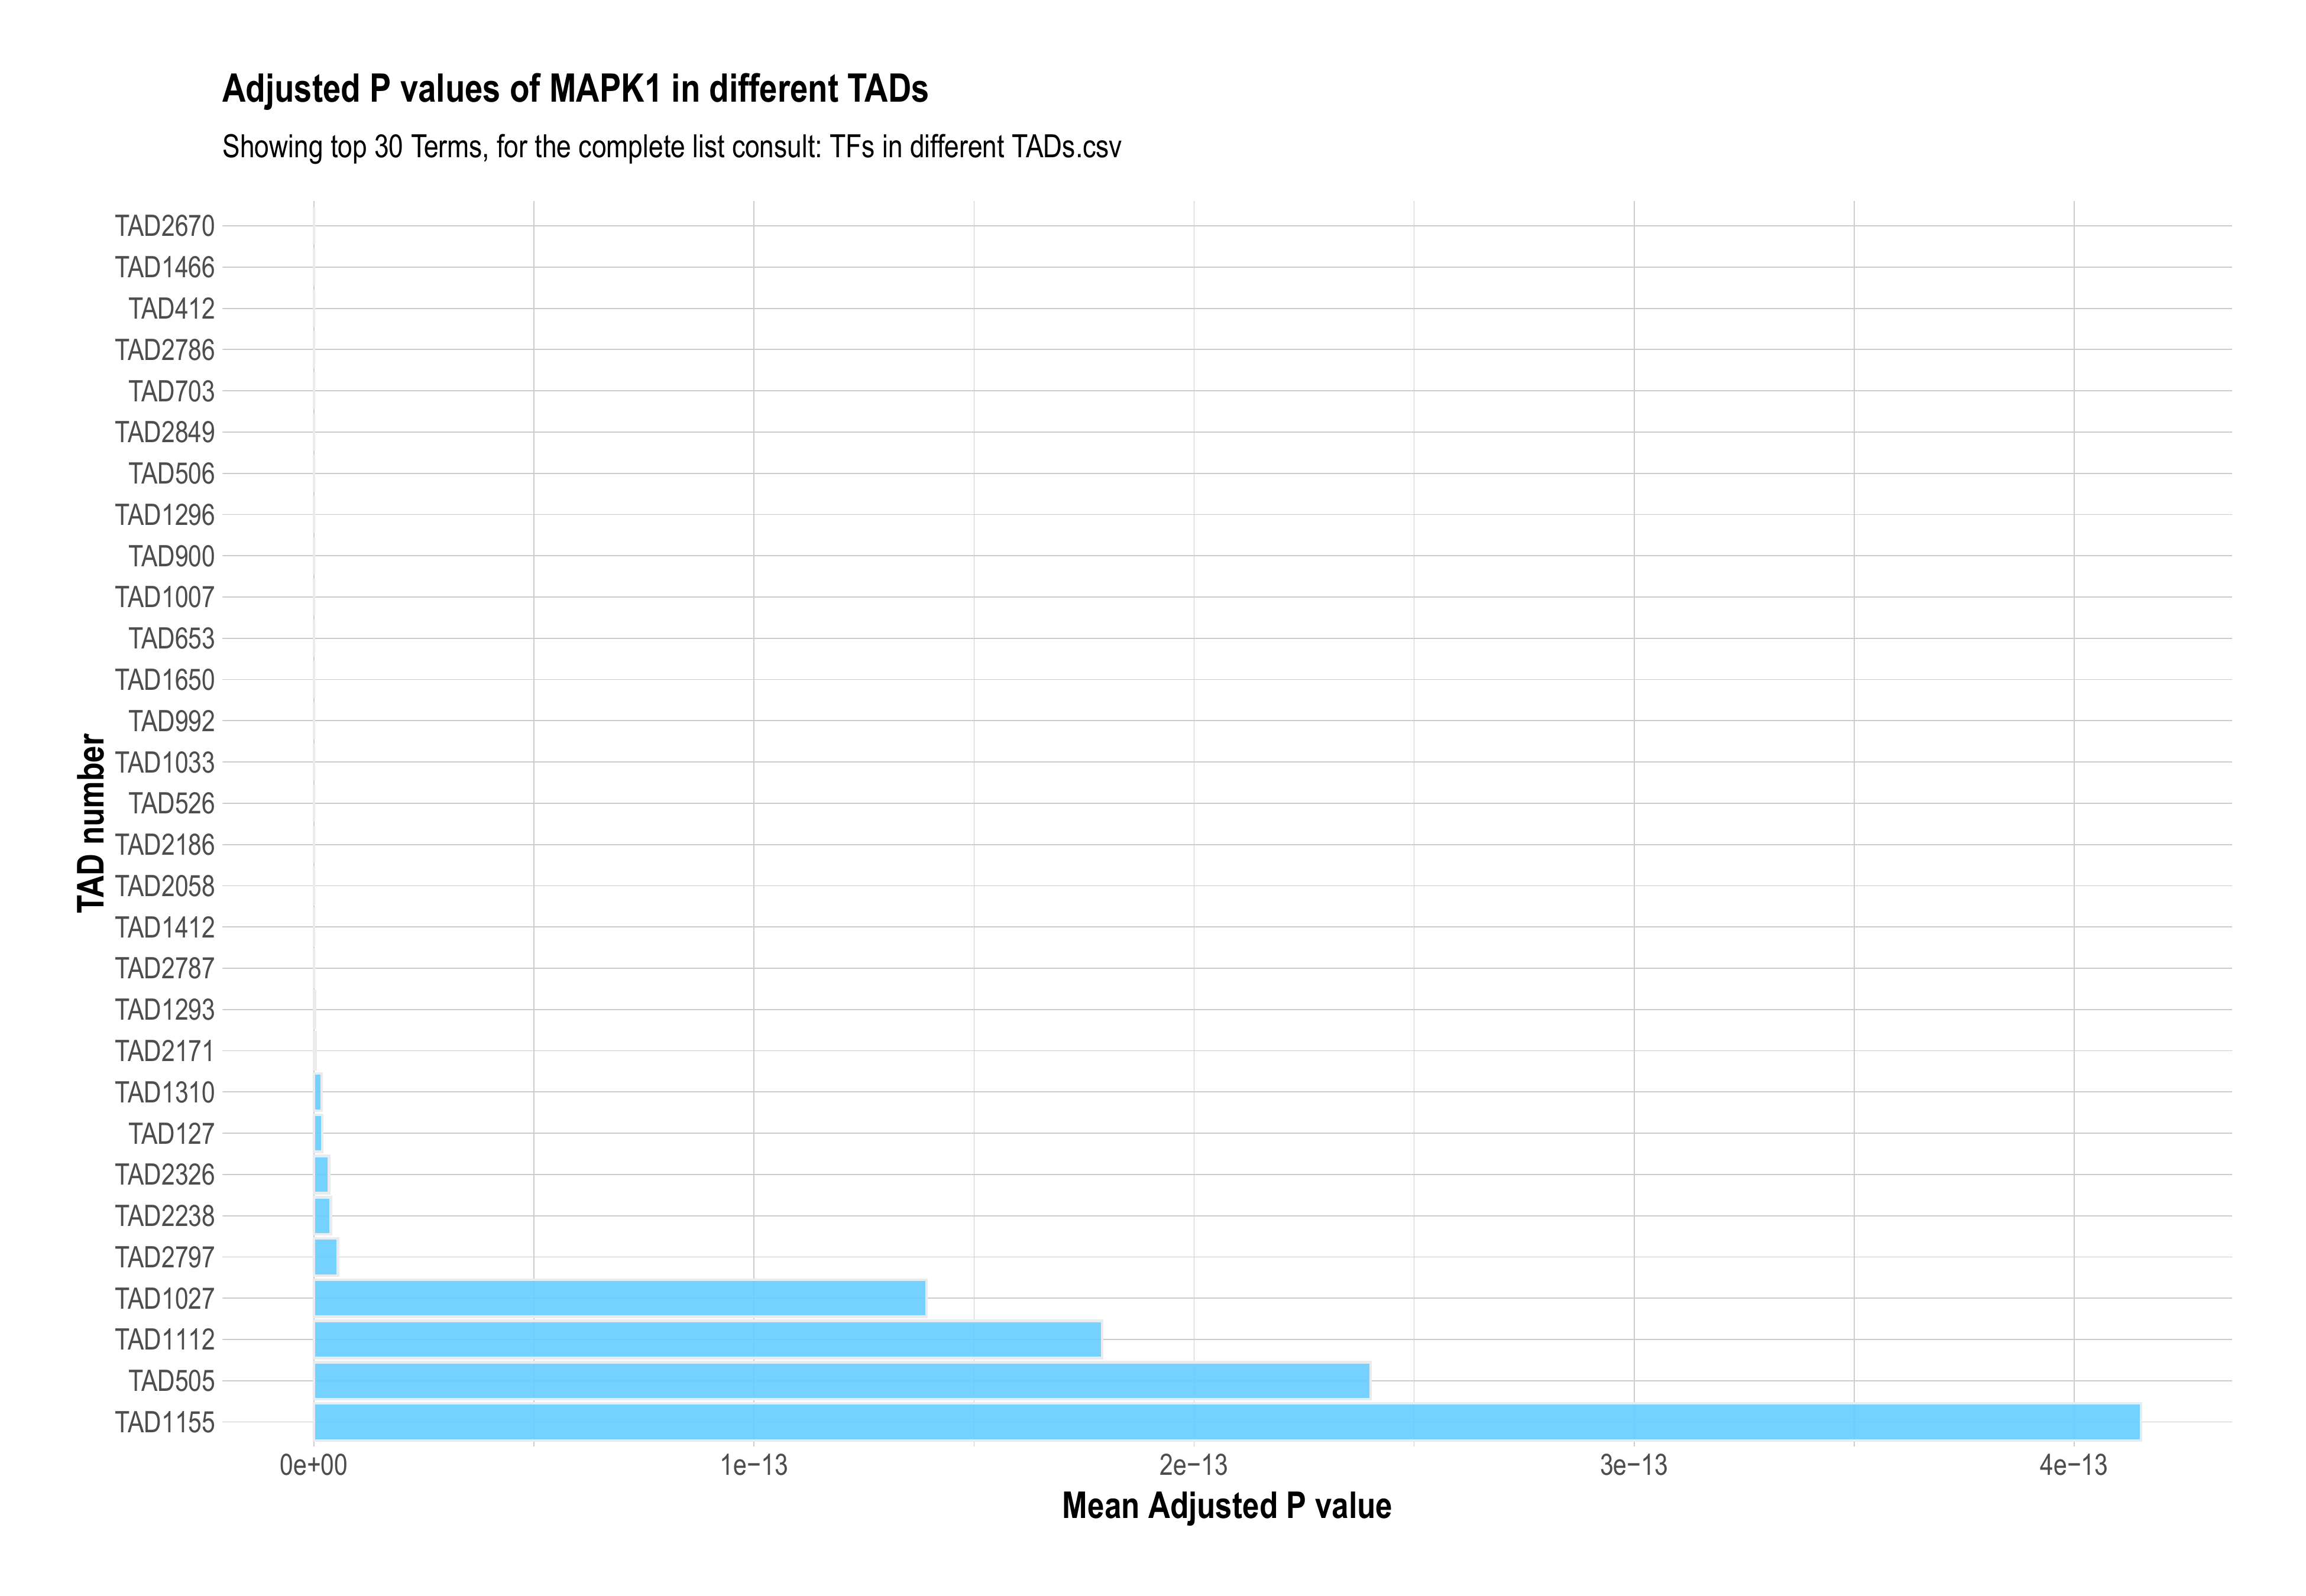 Adjusted P values of MAPK1 in different TADs
Showing top 30 Terms, for the complete list consult: TFs in different TADs.csv
TAD number
TAD2670
TAD1466
TAD412
TAD2786
TAD703
TAD2849
TAD506
TAD1296
TAD900
TAD1007
TAD653
TAD1650
TAD992
TAD1033
TAD526
TAD2186
TAD2058
TAD1412
TAD2787
TAD1293
TAD2171
TAD1310
TAD127
TAD2326
TAD2238
TAD2797
TAD1027
TAD1112
TAD505
TAD1155
0e+00 1e−13 2e−13 3e−13 4e−13
Mean Adjusted P value